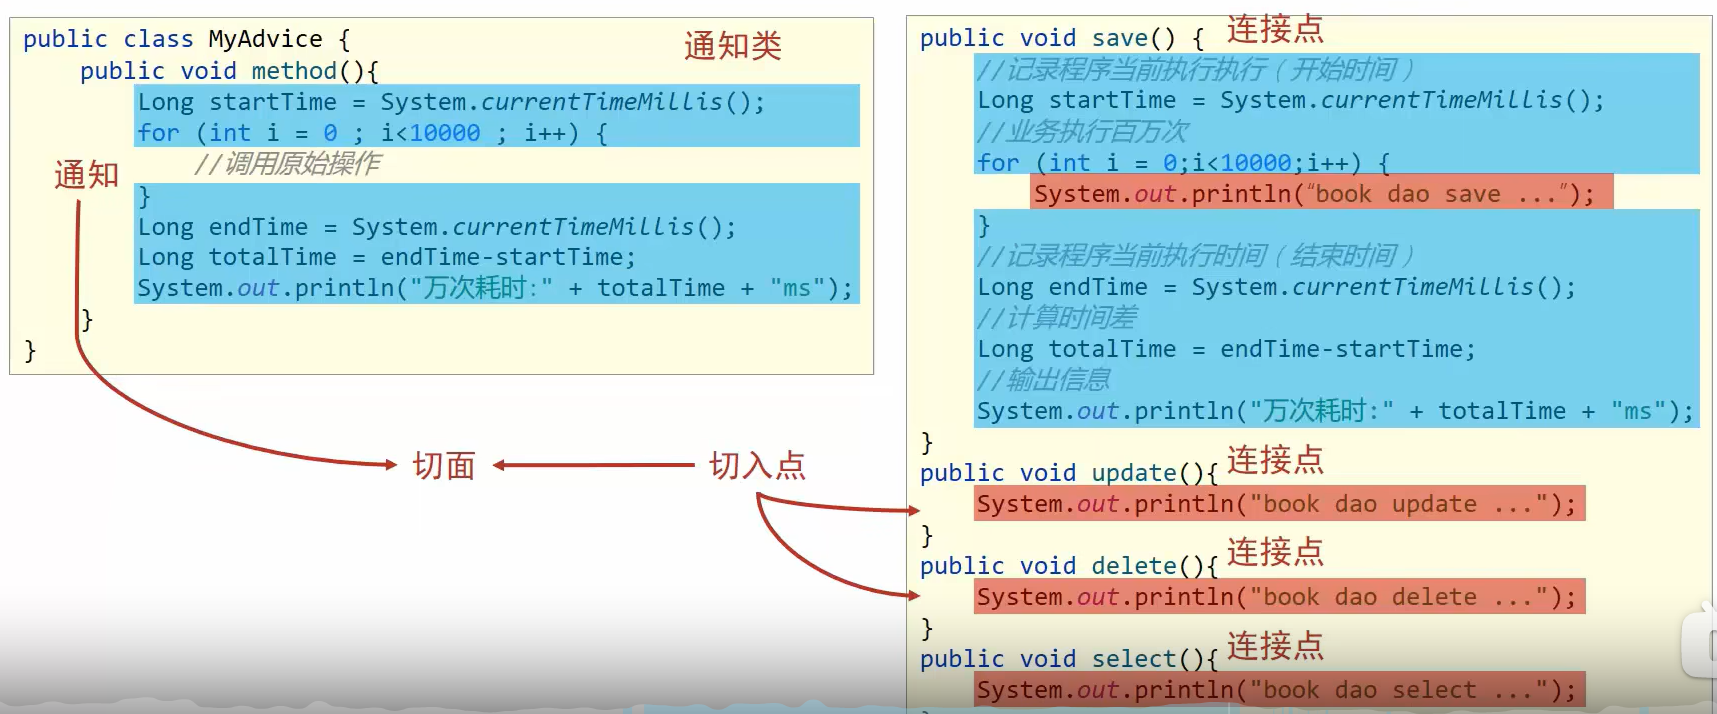 public class MyAdvice {
通知类
public void method(){
Long startTime = System.currentTimeMillis();
for (int i = 0 ; i<10000 ; i++) {
//调用原始操作
通知
}
Long endTime = System.currentTimeMillis();
Long totalTime = endTime-startTime;
System.out.println("万次耗时:" + totalTime + "ms");
}
}
切面
切入点
public void save() {
连接点
//记录程序当前执行执行（开始时间）
Long startTime = System.currentTimeMillis();
//业务执行百万次
for (int i = 0;i<10000;i++) {
System.out.println(“book dao save ...”);
}
//记录程序当前执行时间（结束时间）
Long endTime = System.currentTimeMillis();
//计算时间差
Long totalTime = endTime-startTime;
//输出信息
System.out.println("万次耗时:" + totalTime + "ms");
}
public void update(){
连接点
System.out.println("book dao update ...");
}
public void delete(){
连接点
System.out.println("book dao delete ...");
}
public void select(){
连接点
System.out.println("book dao select ...");